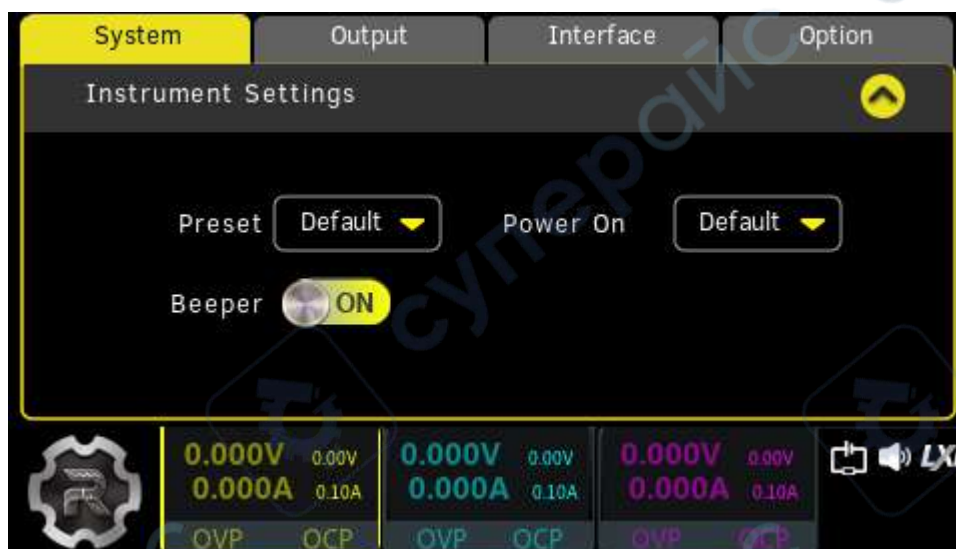 System Output Interface Option
Instrument Settings
Preset Default Power On Default
Beeper ON
0.000V 0.00V 0.000V 0.00V 0.000V 0.00V
0.000A 0.10A 0.000A 0.10A 0.000A 0.10A
OVP OCP OVP OCP OVP OCP
LXI
R
суперайс